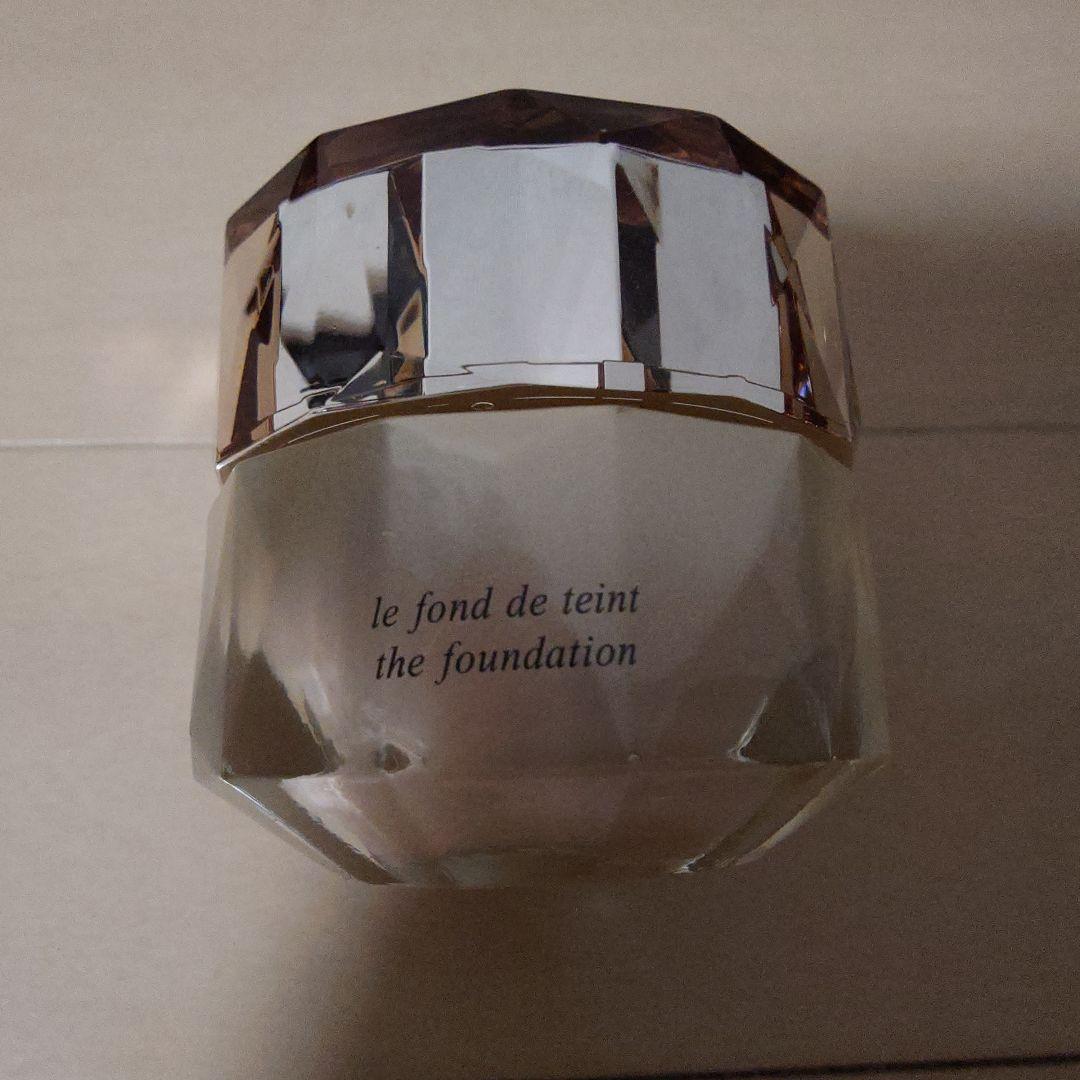 le fond de teint
the foundation